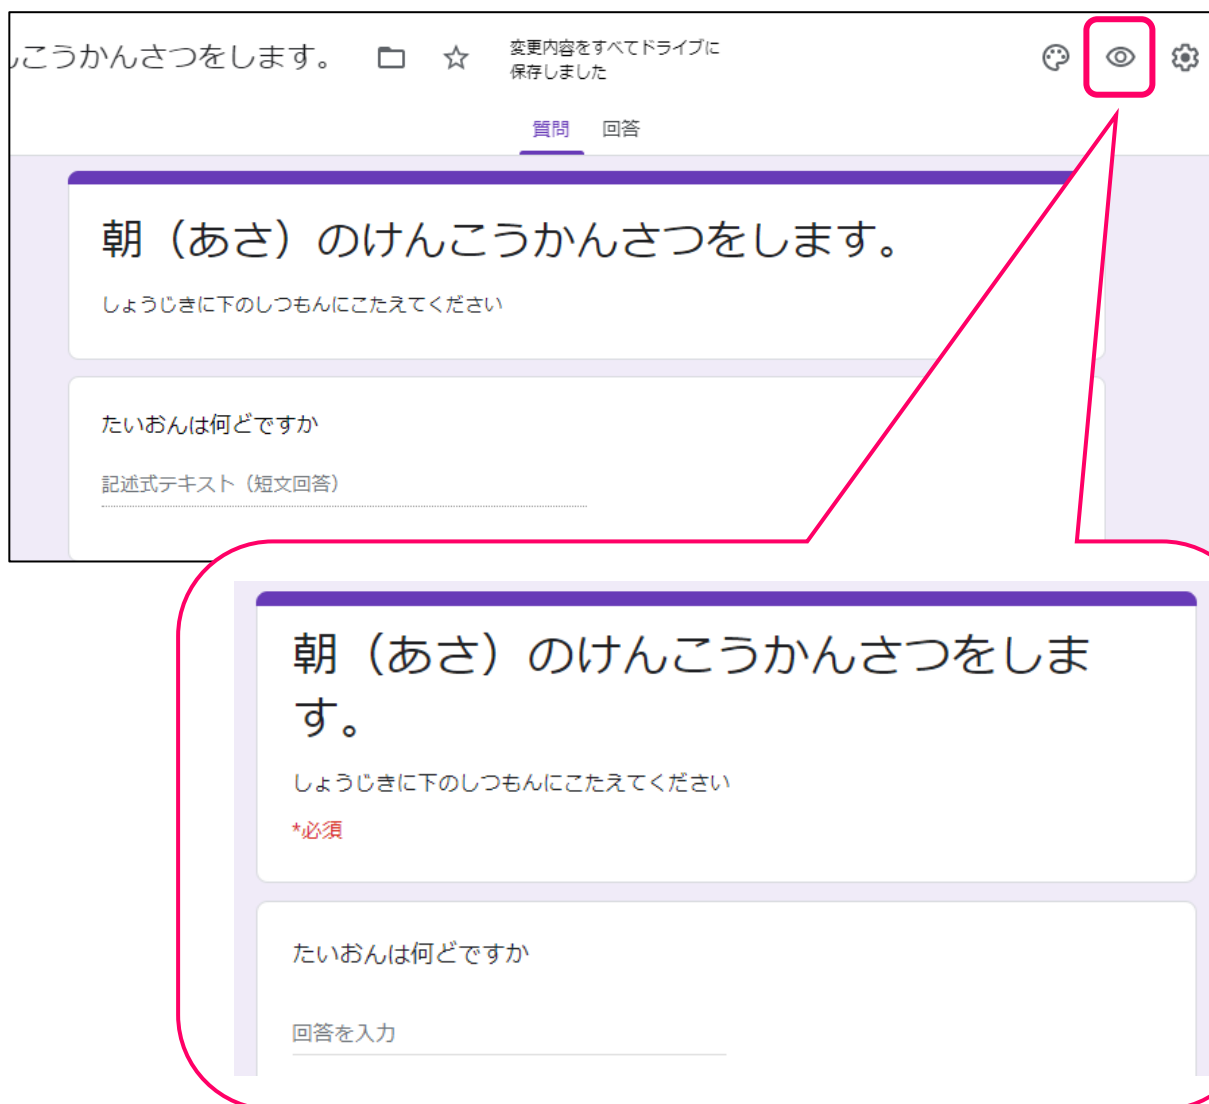 んこうかんさつをします。
変更内容をすべてドライブに
保存しました
質問 回答
朝（あさ）のけんこうかんさつをします。
しょうじきに下のしつもんにこたえてください
たいおんは何どですか
記述式テキスト（短文回答）
朝（あさ）のけんこうかんさつをしま
す。
しょうじきに下のしつもんにこたえてください
*必須
たいおんは何どですか
回答を入力